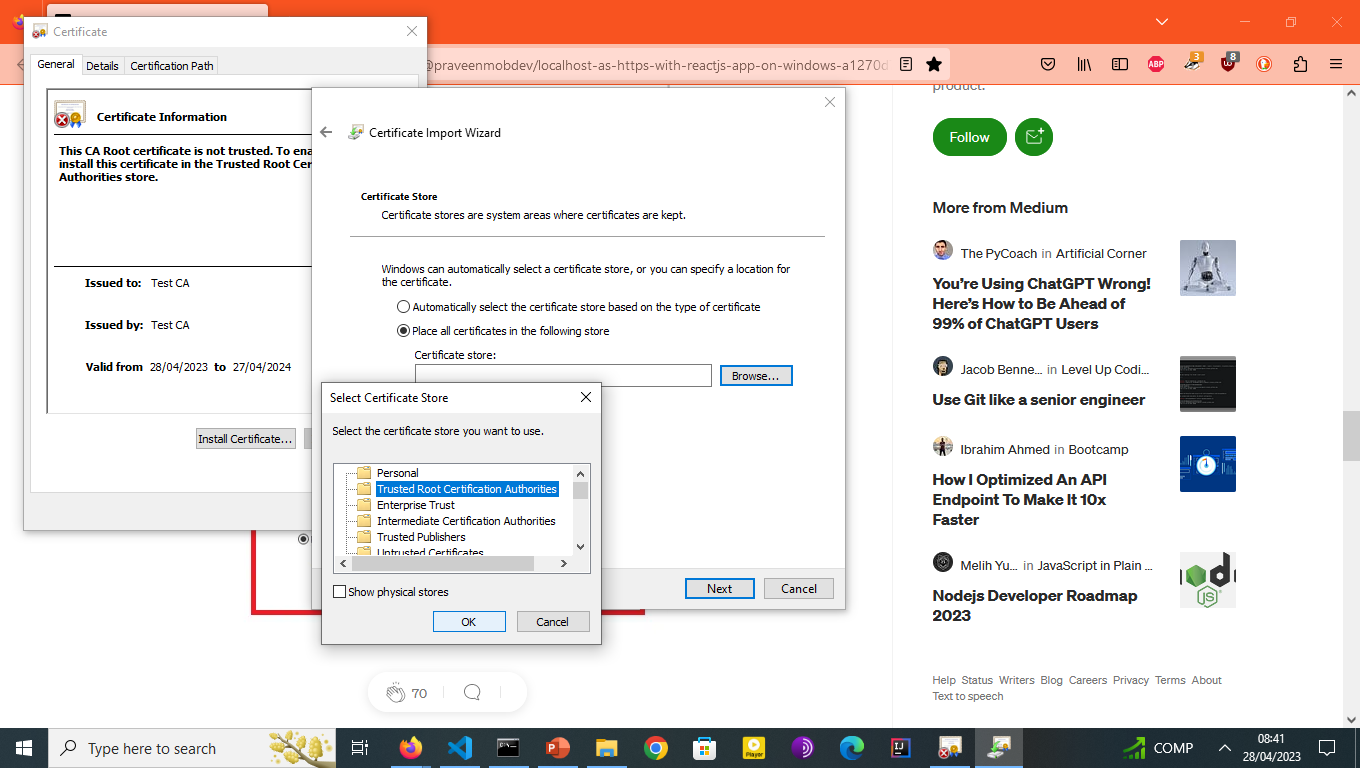 Certificate
@praveenmobdev/localhost-as-https-with-reactjs-app-on-windows-a1270d
ABP
3
8
General
Details
Certification Path
Certificate Information
This CA Root certificate is not trusted. To ena
install this certificate in the Trusted Root Cer
Authorities store.
Issued to: Test CA
Issued by: Test CA
Valid from 28/04/2023 to 27/04/2024
Install Certificate...
Certificate Import Wizard
Certificate Store
Certificate stores are system areas where certificates are kept.
Windows can automatically select a certificate store, or you can specify a location for
the certificate.
Automatically select the certificate store based on the type of certificate
Place all certificates in the following store
Certificate store:
Browse...
Next
Cancel
Select Certificate Store
Select the certificate store you want to use.
Personal
Trusted Root Certification Authorities
Enterprise Trust
Intermediate Certification Authorities
Trusted Publishers
Untrusted Certificates
Show physical stores
OK
Cancel
70
product.
Follow
More from Medium
The PyCoach in Artificial Corner
You're Using ChatGPT Wrong!
Here's How to Be Ahead of
99% of ChatGPT Users
Jacob Benne... in Level Up Codi...
Use Git like a senior engineer
Ibrahim Ahmed in Bootcamp
How I Optimized An API
Endpoint To Make It 10x
Faster
Melih Yu... in JavaScript in Plain ...
Nodejs Developer Roadmap
2023
Help Status Writers Blog Careers Privacy Terms About
Text to speech
Type here to search
Player
IJ
COMP
08:41
28/04/2023